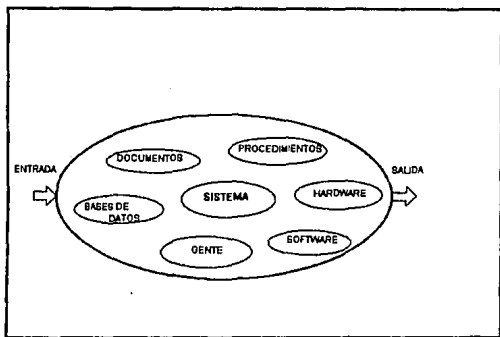 PROCEDIMIENTOS
DOCUMENTOS
ENTRADA
SALIDA
SISTEMA
HARDWARE
BASES DE
DATOS
GENTE
SOFTWARE